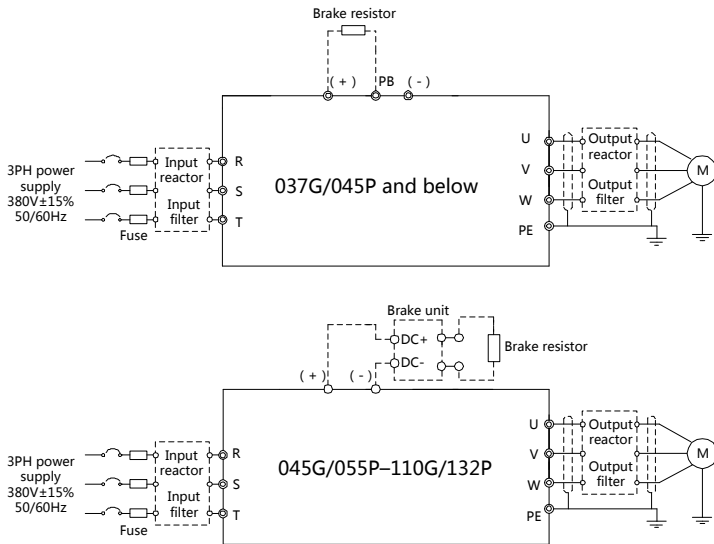 Brake resistor
( + ) PB ( - )
3PH power
supply
380V±15%
50/60Hz
Fuse
Input
reactor
Input
filter
R
S
T
037G/045P and below
U
V
W
PE
Output
reactor
Output
filter
M
Brake unit
DC+
DC-
Brake resistor
( + ) ( - )
3PH power
supply
380V±15%
50/60Hz
Fuse
Input
reactor
Input
filter
R
S
T
045G/055P–110G/132P
U
V
W
PE
Output
reactor
Output
filter
M